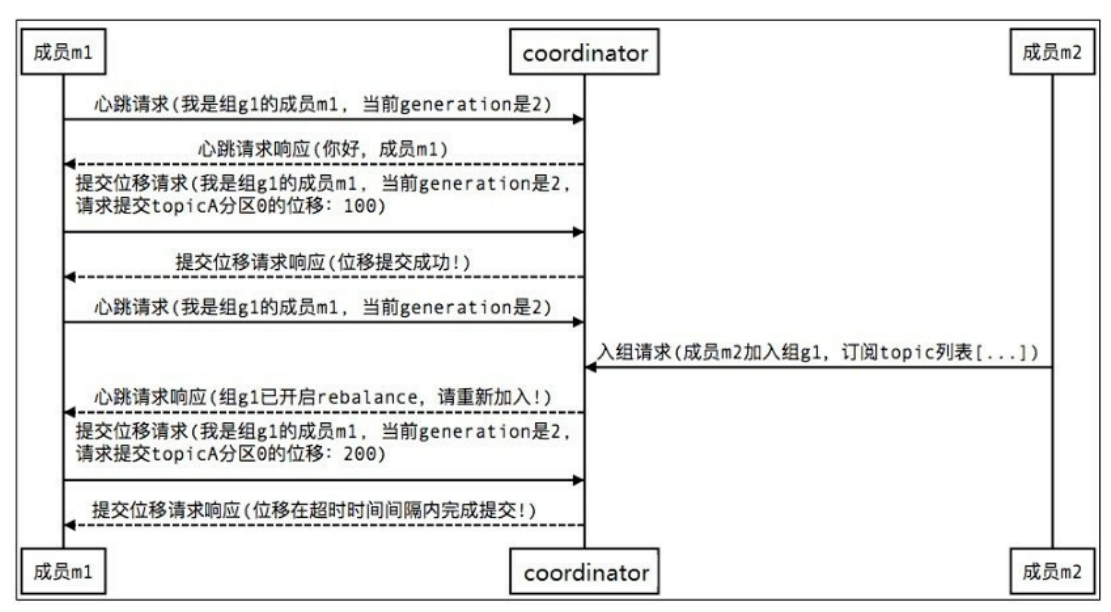 成员m1
coordinator
成员m2
心跳请求(我是组g1的成员m1, 当前generation是2)
心跳请求响应(你好, 成员m1)
提交位移请求(我是组g1的成员m1, 当前generation是2,
请求提交topicA分区0的位移: 100)
提交位移请求响应(位移提交成功!)
心跳请求(我是组g1的成员m1, 当前generation是2)
入组请求(成员m2加入组g1, 订阅topic列表[...])
心跳请求响应(组g1已开启rebalance, 请重新加入!)
提交位移请求(我是组g1的成员m1, 当前generation是2,
请求提交topicA分区0的位移: 200)
提交位移请求响应(位移在超时时间间隔内完成提交!)
成员m1
coordinator
成员m2